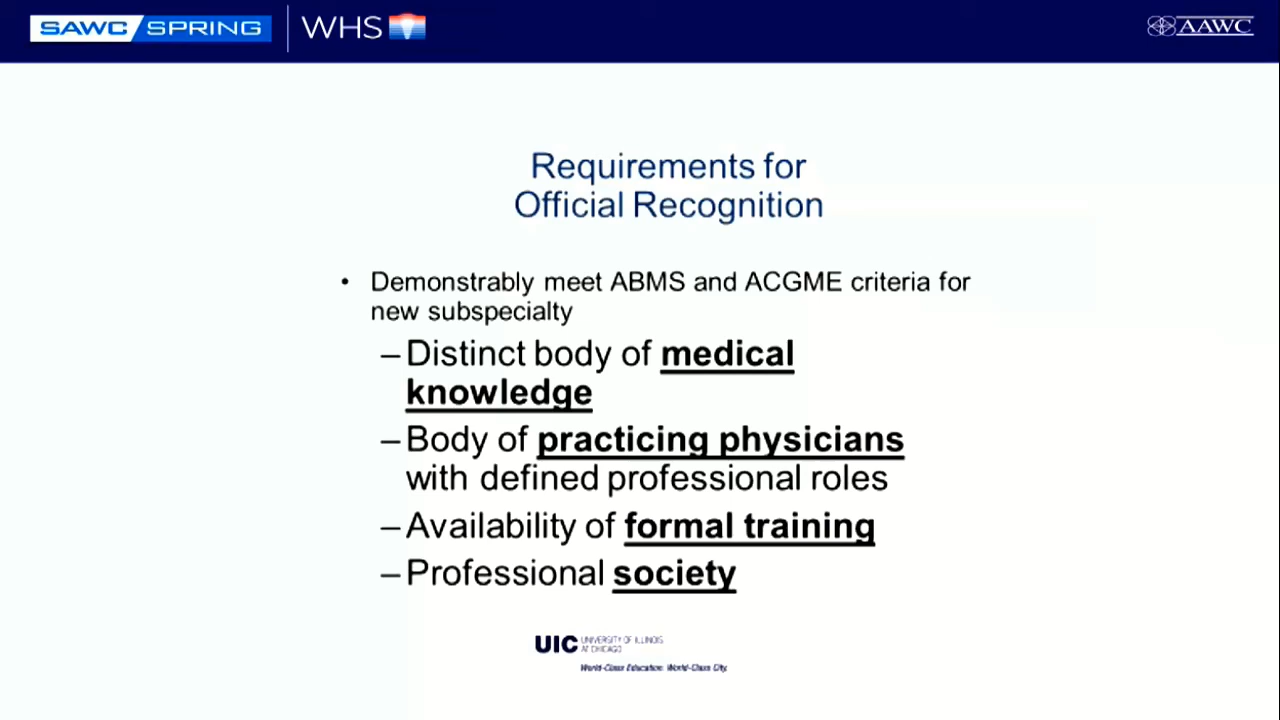 SAWC SPRING WHS AAWC
Requirements for
Official Recognition
• Demonstrably meet ABMS and ACGME criteria for
new subspecialty
– Distinct body of medical
knowledge
– Body of practicing physicians
with defined professional roles
– Availability of formal training
– Professional society
UIC UNIVERSITY OF ILLINOIS
AT CHICAGO
World-Class Education. World-Class City.